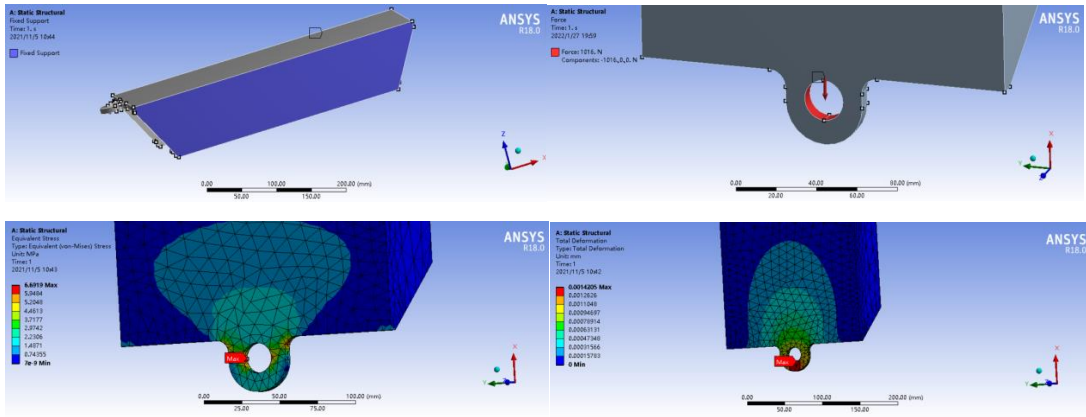 A: Static Structural
Fixed Support
Time: 1. s
2021/11/5 10:44
Fixed Support
ANSYS
R18.0
0.00
100.00
200.00 (mm)
50.00
150.00
Z
X
A: Static Structural
Force
Time: 1. s
2022/1/27 19:59
Force: 1016. N
Components: -1016.,0.,0. N
ANSYS
R18.0
0.00
40.00
80.00 (mm)
20.00
60.00
X
Y
Z
A: Static Structural
Equivalent Stress
Type: Equivalent (von-Mises) Stress
Unit: MPa
Time: 1
2021/11/5 10:43
6.6919 Max
5.9484
5.2048
4.4613
3.7177
2.9742
2.2306
1.4871
0.74355
7e-9 Min
Max
ANSYS
R18.0
0.00
50.00
100.00 (mm)
25.00
75.00
X
Y
Z
A: Static Structural
Total Deformation
Type: Total Deformation
Unit: mm
Time: 1
2021/11/5 10:42
0.0014205 Max
0.0012626
0.0011048
0.00094697
0.00078914
0.00063131
0.00047348
0.00031566
0.00015783
0 Min
Max
ANSYS
R18.0
0.00
100.00
200.00 (mm)
50.00
150.00
X
Y
Z